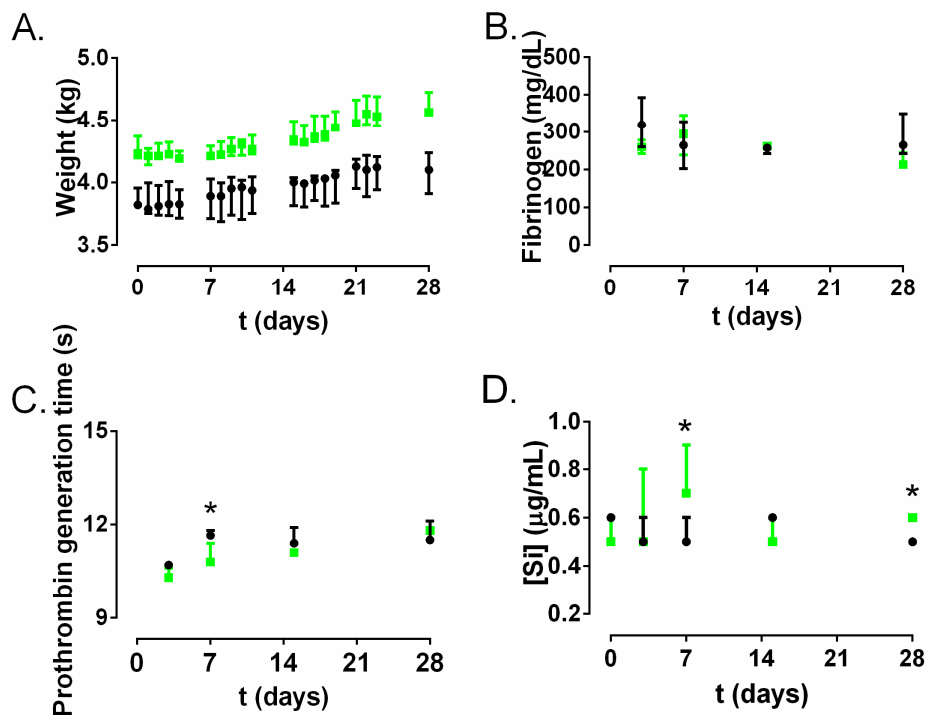 A.
Weight (kg)
5.0
4.5
4.0
3.5
0 7 14 21 28
t (days)
B.
Fibrinogen (mg/dL)
500
400
300
200
100
0
0 7 14 21 28
t (days)
C.
Prothrombin generation time (s)
15
12
9
*
0 7 14 21 28
t (days)
D.
[Si] (µg/mL)
1.0
0.8
0.6
0.4
0.2
*
*
0 7 14 21 28
t (days)